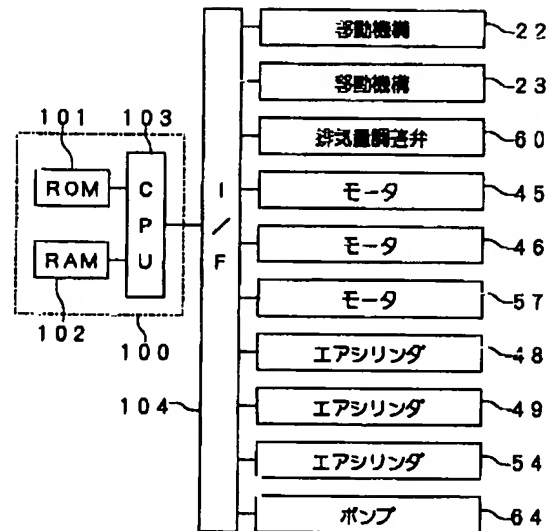 移動機構 22
移動機構 23
排気量調整弁 60
モータ 45
モータ 46
モータ 57
エアシリンダ 48
エアシリンダ 49
エアシリンダ 54
ポンプ 64
101
103
ROM
CPU
RAM
102
100
I/F
104